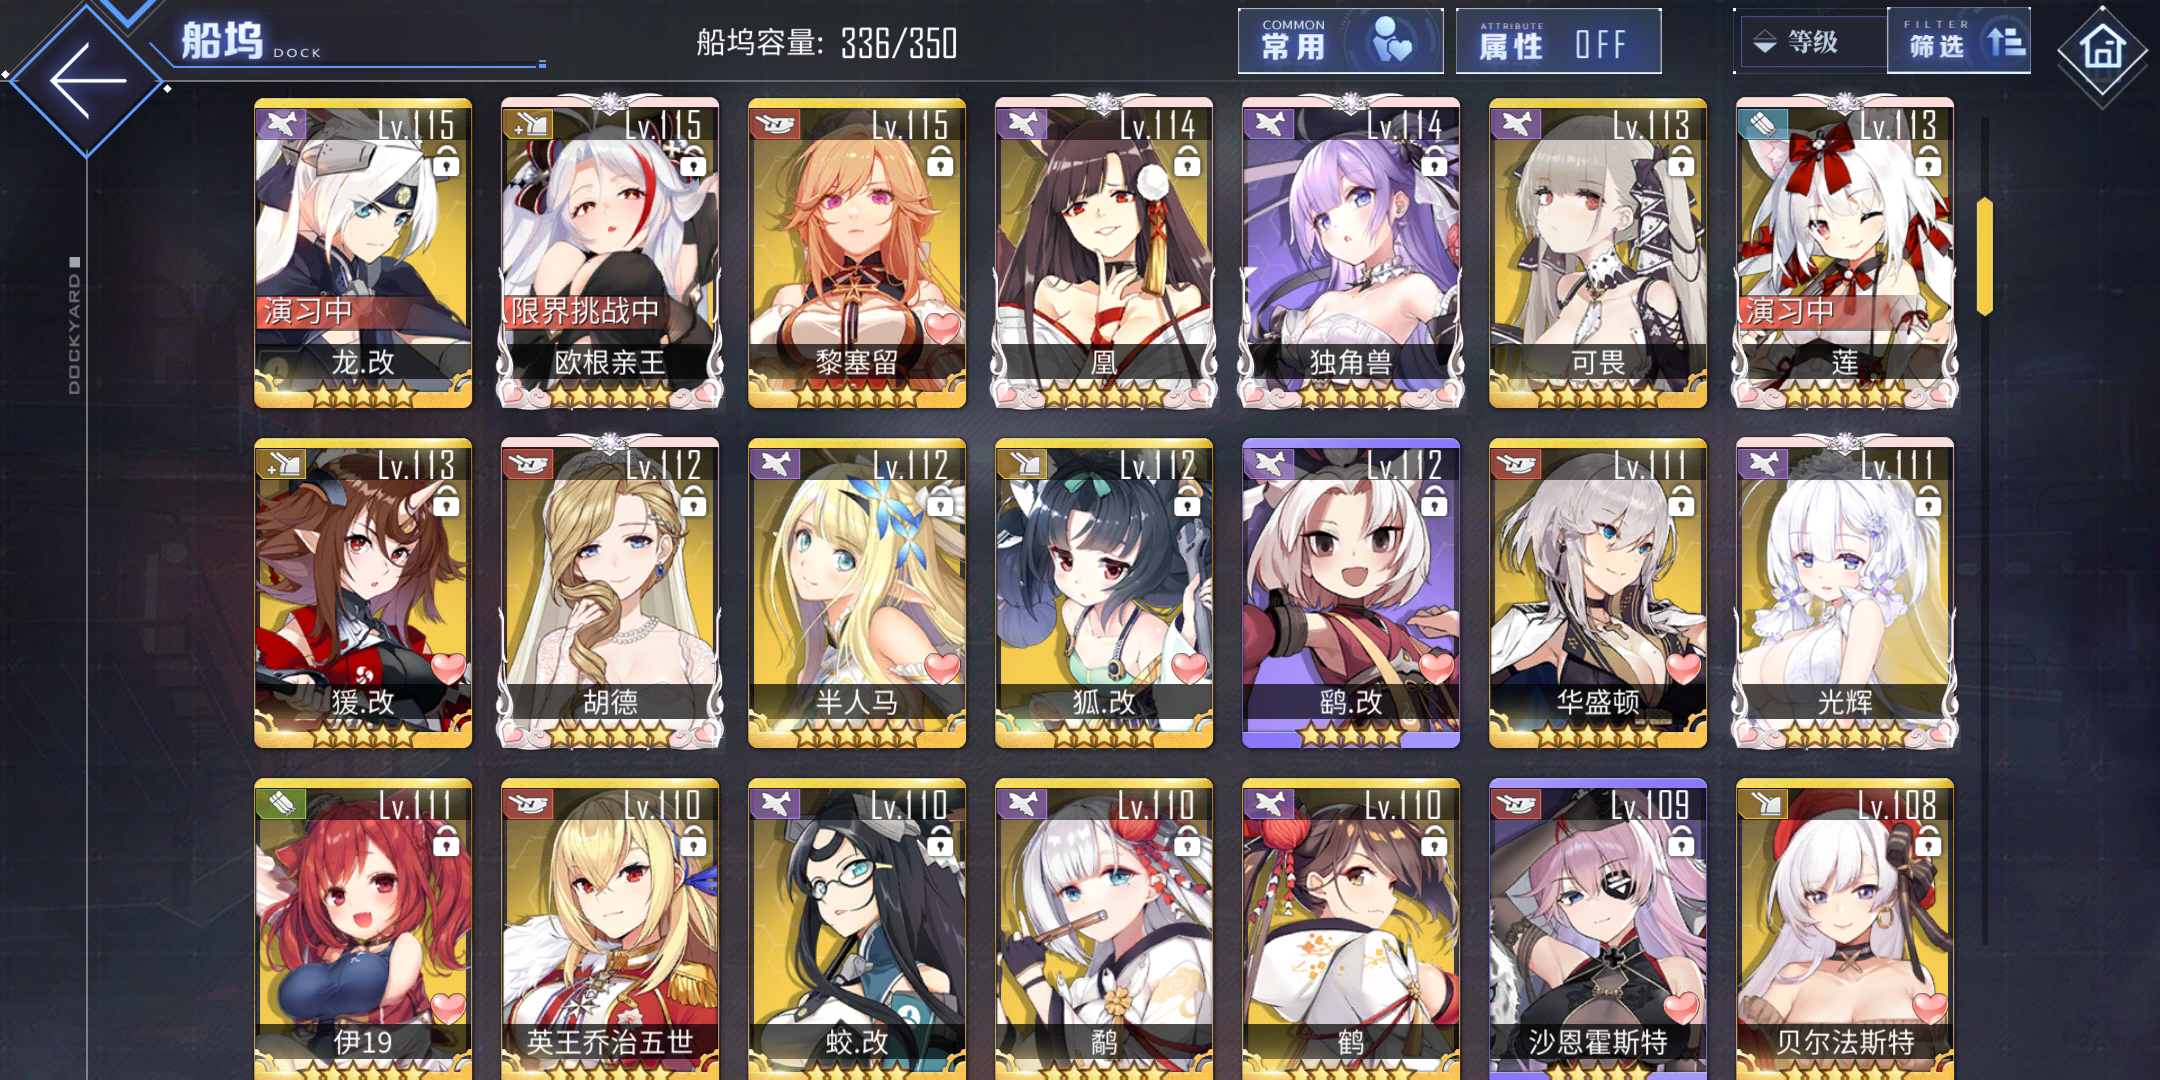 船坞 DOCK
船坞容量: 336/350
COMMON
常用
ATTRIBUTE
属性 OFF
等级
FILTER
筛选
DOCKYARD
Lv.115
演习中
龙.改
Lv.115
限界挑战中
欧根亲王
Lv.115
黎塞留
Lv.114
凰
Lv.114
独角兽
Lv.113
可畏
Lv.113
演习中
莲
Lv.113
猨.改
Lv.112
胡德
Lv.112
半人马
Lv.112
狐.改
Lv.112
鹞.改
Lv.111
华盛顿
Lv.111
光辉
Lv.111
伊19
Lv.110
英王乔治五世
Lv.110
蛟.改
Lv.110
鹬
Lv.110
鹤
Lv.109
沙恩霍斯特
Lv.108
贝尔法斯特